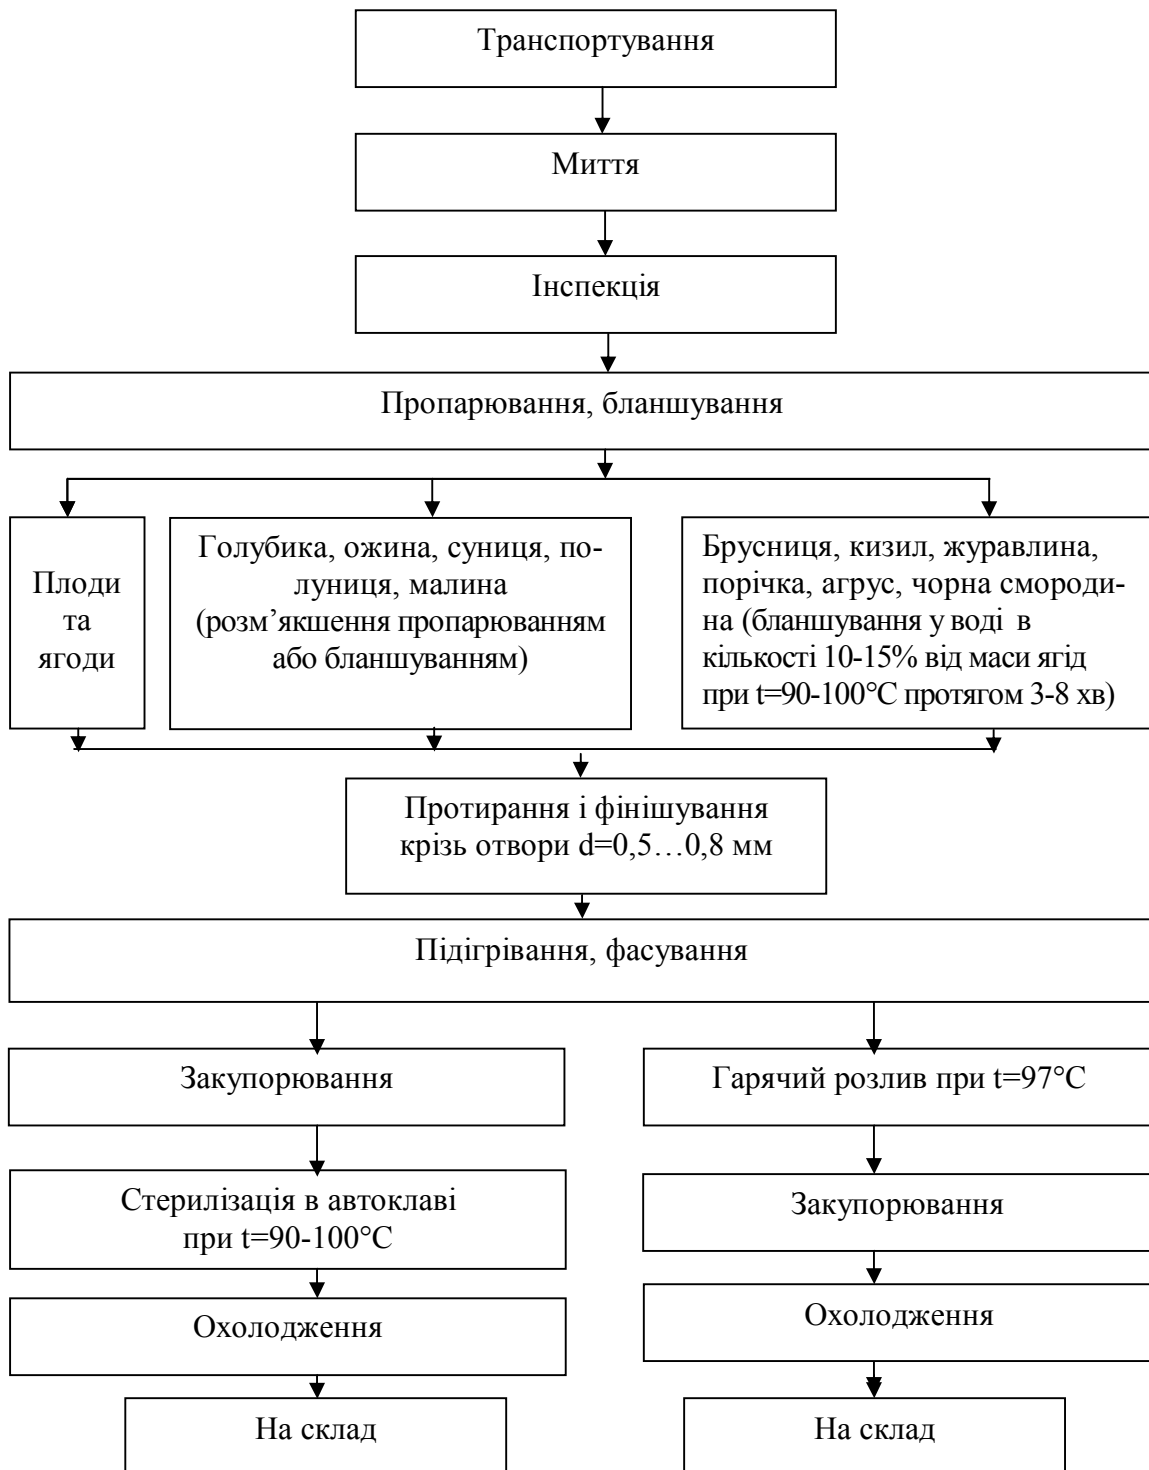 Транспортування
Миття
Інспекція
Пропарювання, бланшування
Плоди
та
ягоди
Голубика, ожина, суниця, по-
луниця, малина
(розм’якшення пропарюванням
або бланшуванням)
Брусниця, кизил, журавлина,
порічка, агрус, чорна смороди-
на (бланшування у воді в
кількості 10-15% від маси ягід
при t=90-100°С протягом 3-8 хв)
Протирання і фінішування
крізь отвори d=0,5…0,8 мм
Підігрівання, фасування
Закупорювання
Стерилізація в автоклаві
при t=90-100°С
Охолодження
На склад
Гарячий розлив при t=97°С
Закупорювання
Охолодження
На склад